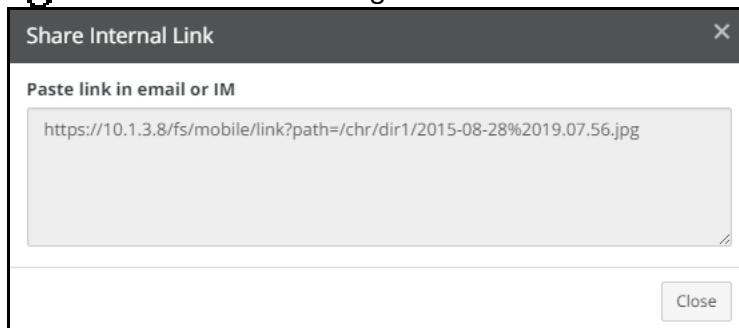 Share Internal Link
Paste link in email or IM
https://10.1.3.8/fs/mobile/link?path=/chr/dir1/2015-08-28%2019.07.56.jpg
Close